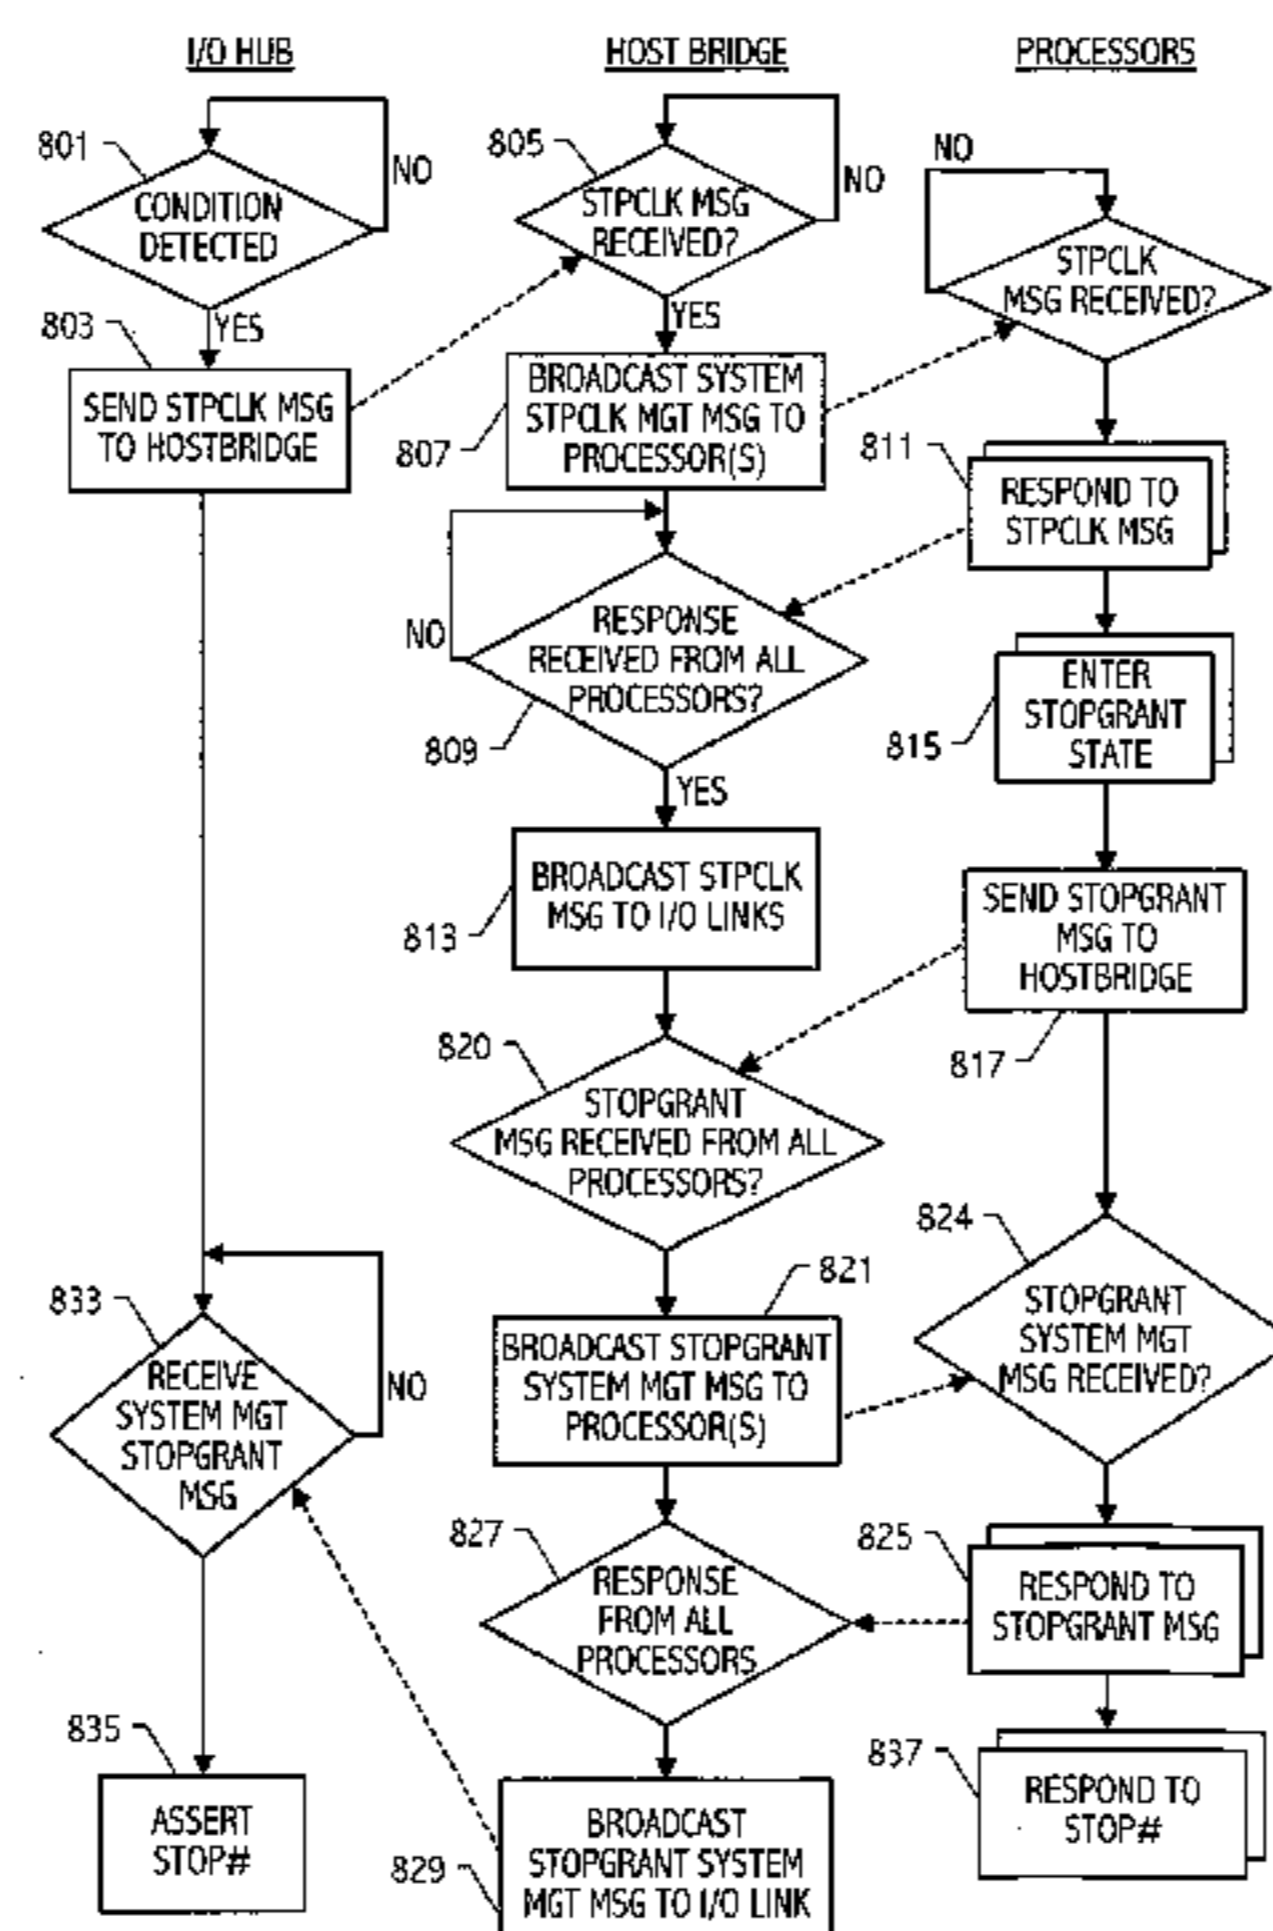 I/O HUB
801
CONDITION
DETECTED
NO
YES
803
SEND STPCLK MSG
TO HOSTBRIDGE
833
RECEIVE
SYSTEM MGT
STOPGRANT
MSG
NO
835
ASSERT
STOP#
HOST BRIDGE
805
STPCLK MSG
RECEIVED?
NO
YES
BROADCAST SYSTEM
STPCLK MGT MSG TO
PROCESSOR(S)
807
RESPONSE
RECEIVED FROM ALL
PROCESSORS?
NO
809
YES
BROADCAST STPCLK
MSG TO I/O LINKS
813
820
STOPGRANT
MSG RECEIVED FROM ALL
PROCESSORS?
821
BROADCAST STOPGRANT
SYSTEM MGT MSG TO
PROCESSOR(S)
827
RESPONSE
FROM ALL
PROCESSORS
BROADCAST
STOPGRANT SYSTEM
MGT MSG TO I/O LINK
829
PROCESSORS
NO
STPCLK
MSG RECEIVED?
811
RESPOND TO
STPCLK MSG
ENTER
STOPGRANT
STATE
815
SEND STOPGRANT
MSG TO
HOSTBRIDGE
817
824
STOPGRANT
SYSTEM MGT
MSG RECEIVED?
825
RESPOND TO
STOPGRANT MSG
837
RESPOND TO
STOP#